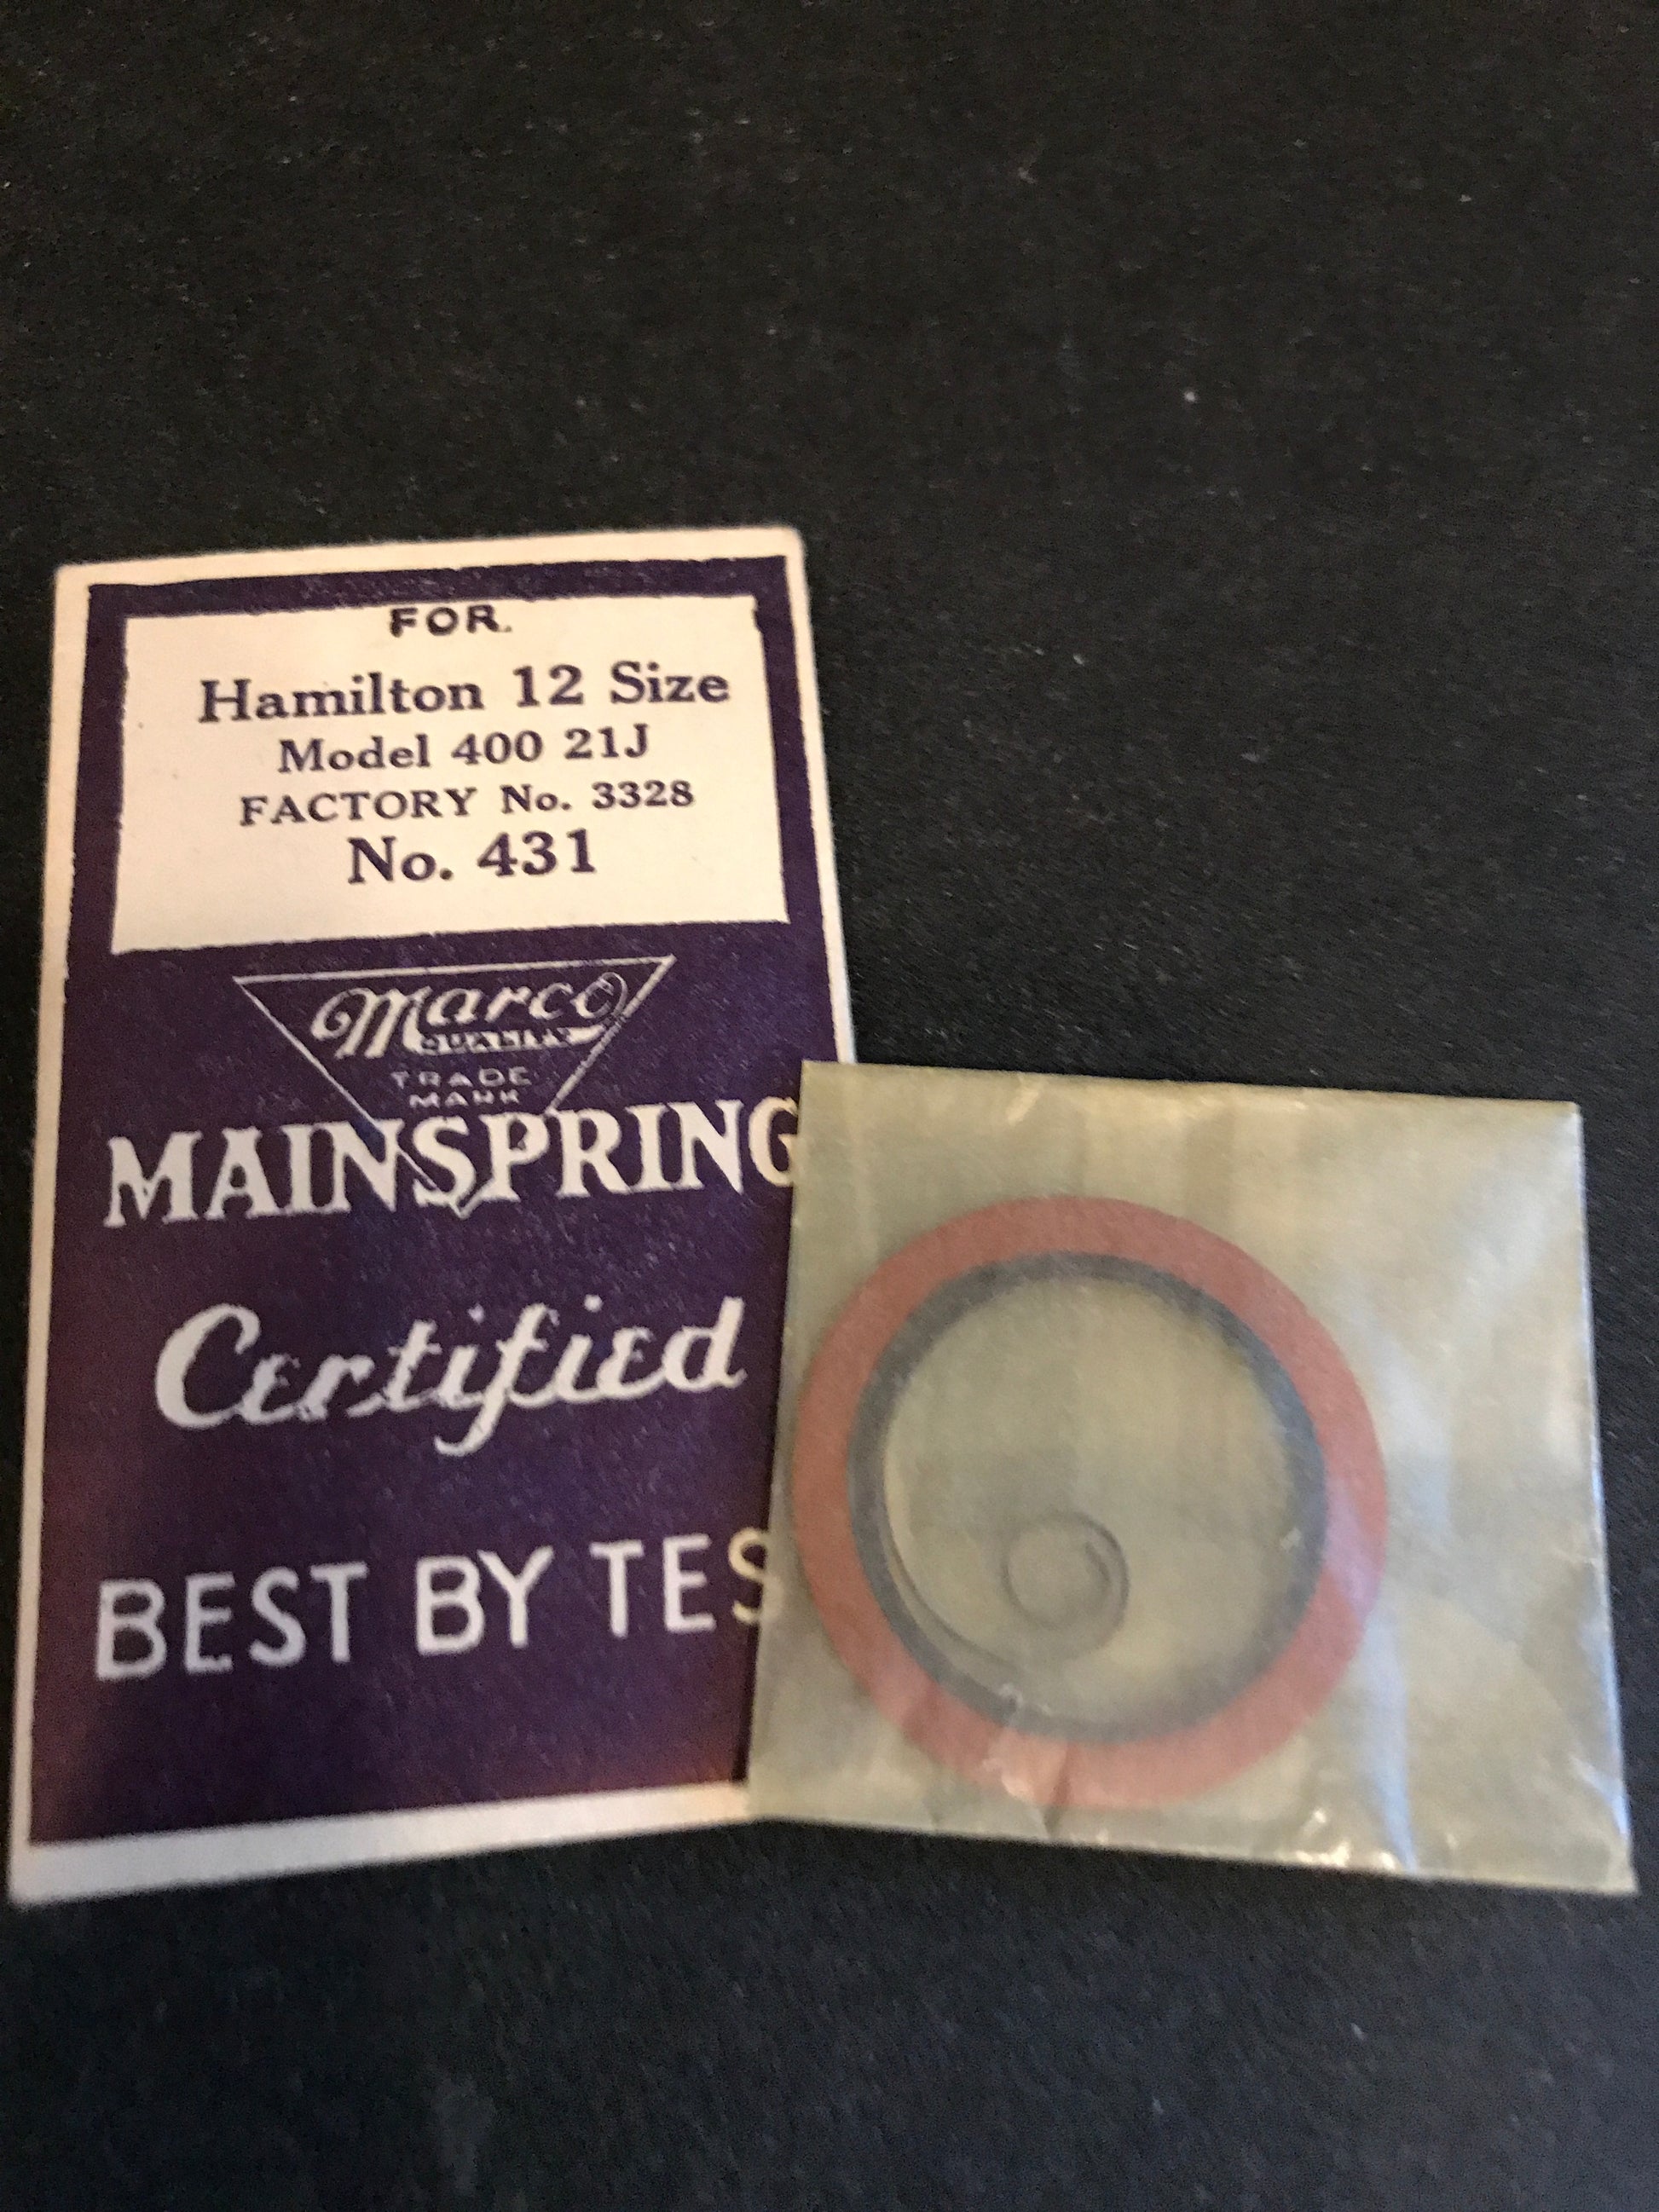 FOR.
Hamilton 12 Size
Model 400 21J
FACTORY No. 3328
No. 431
Marco
QUALITY
TRADE
MARK
MAINSPRING
Certified
BEST BY TES